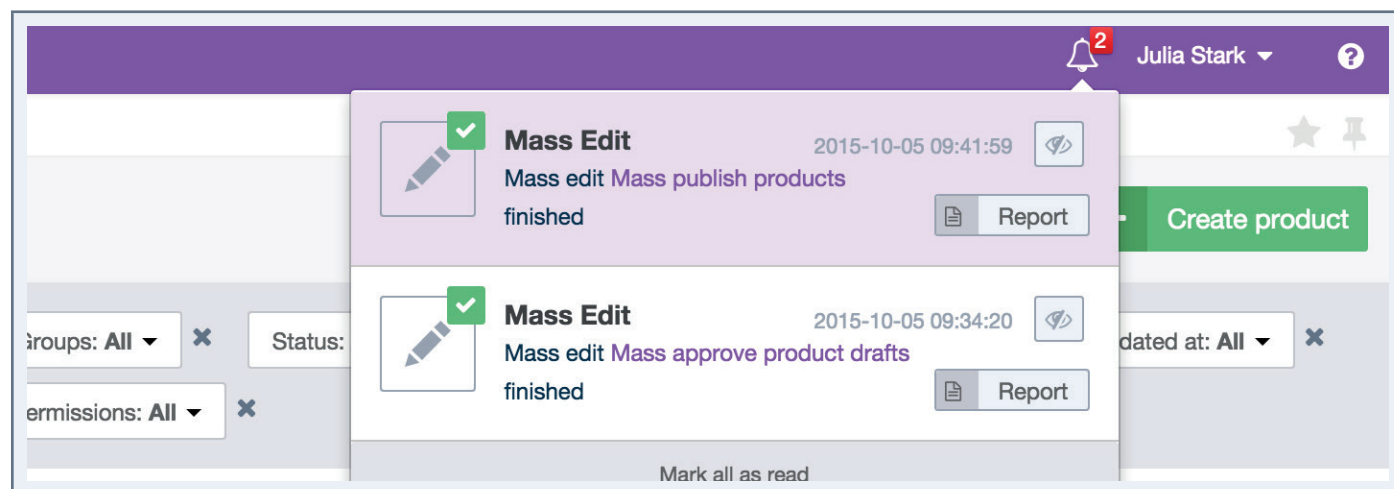 2
Julia Stark
?
Mass Edit
2015-10-05 09:41:59
Mass edit Mass publish products
finished
Report
Create product
Mass Edit
2015-10-05 09:34:20
Mass edit Mass approve product drafts
finished
Report
Groups: All
Status:
dated at: All
ermissions: All
Mark all as read